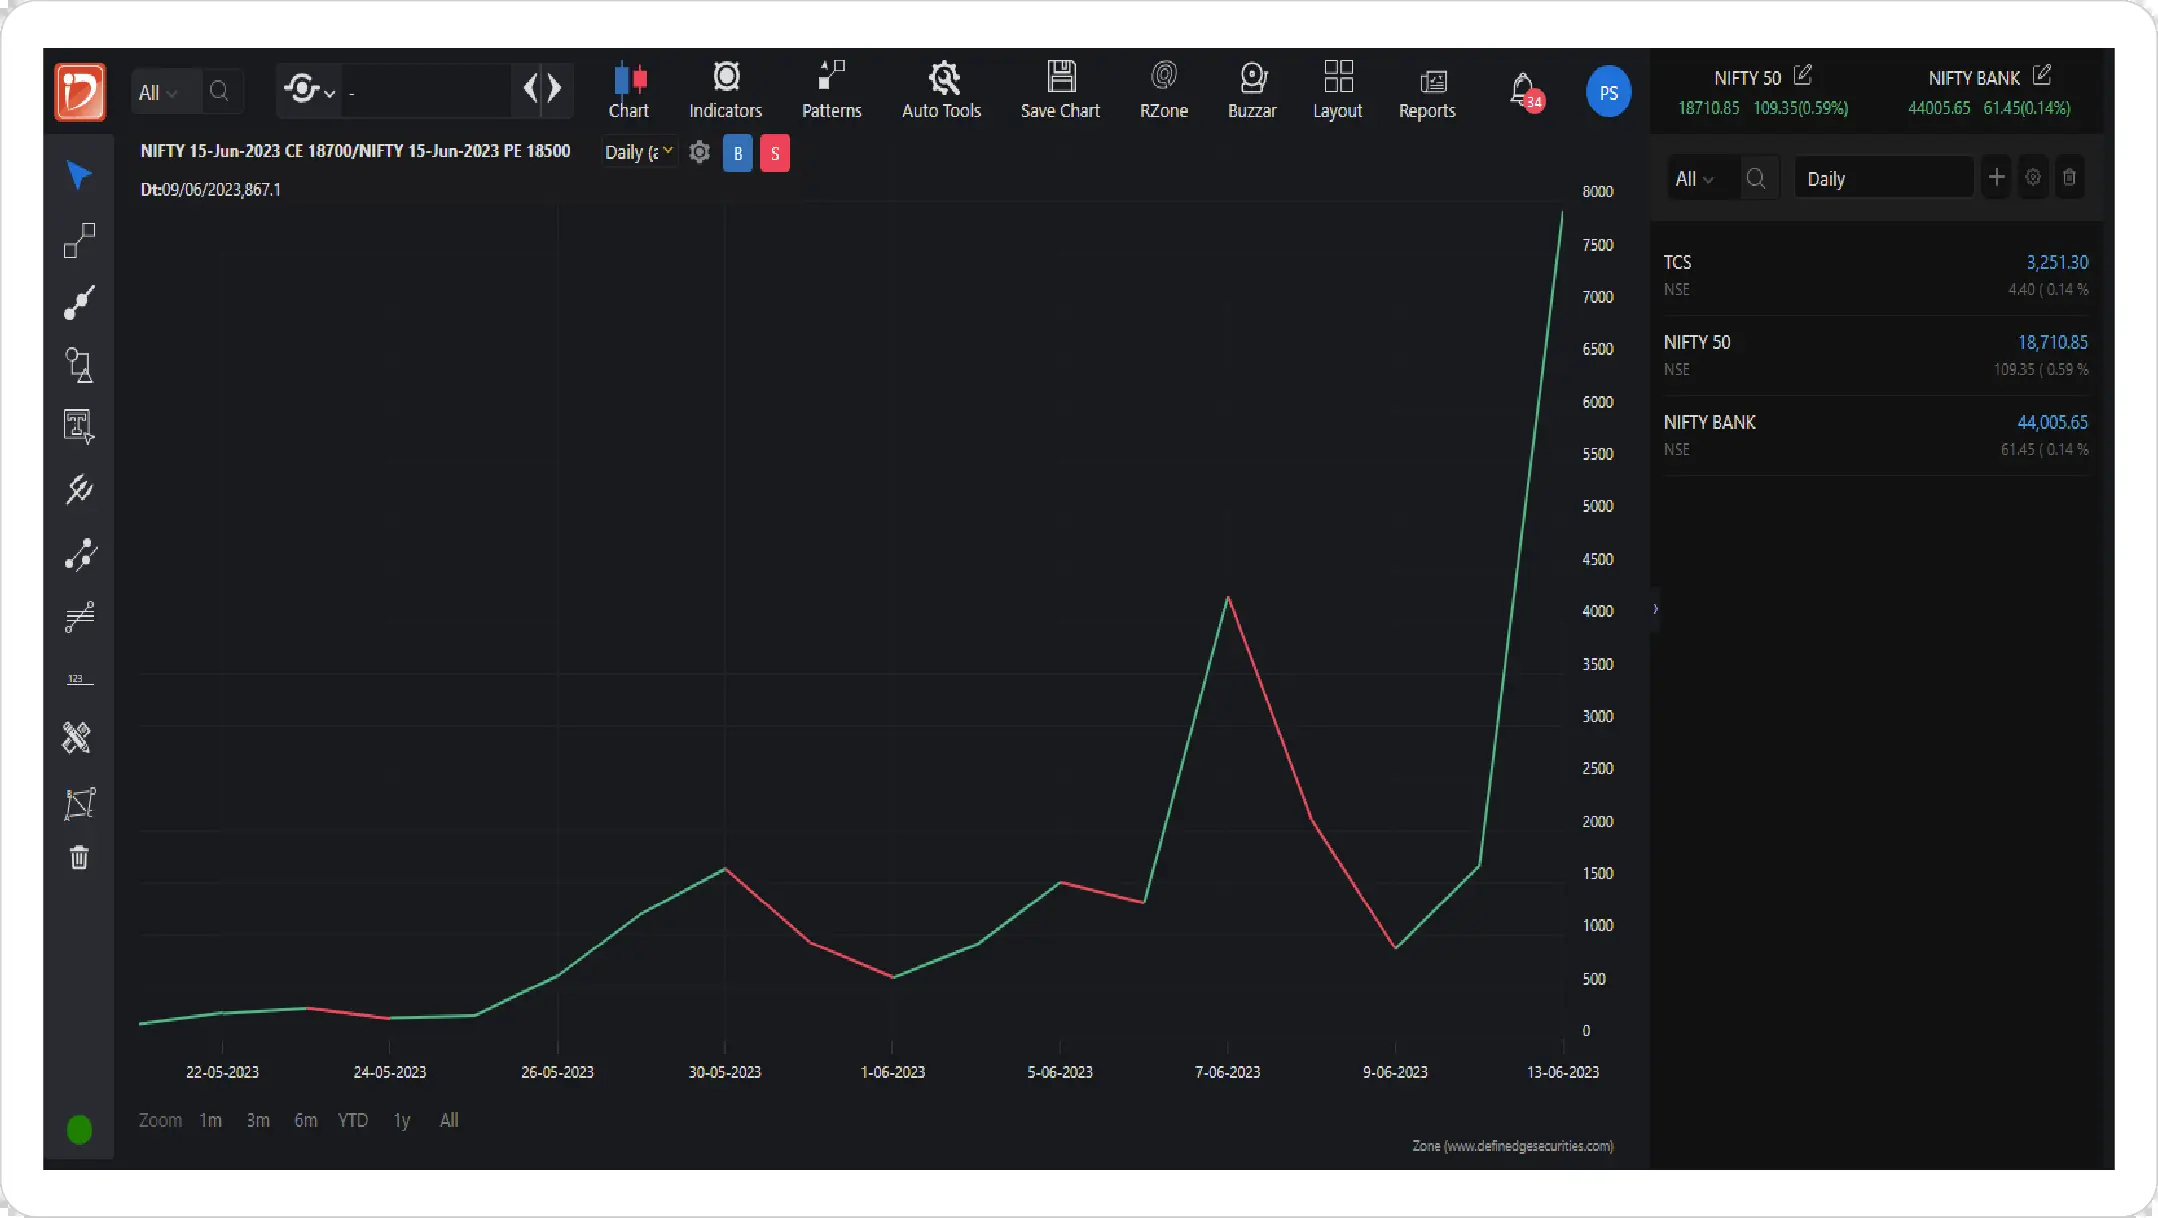 All
-
Chart
Indicators
Patterns
Auto Tools
Save Chart
RZone
Buzzar
Layout
Reports
34
PS
NIFTY 50
18710.85 109.35(0.59%)
NIFTY BANK
44005.65 61.45(0.14%)
NIFTY 15-Jun-2023 CE 18700/NIFTY 15-Jun-2023 PE 18500
Daily (a
B
S
Dt:09/06/2023,867.1
All
Daily
TCS 3,251.30
NSE 4.40 ( 0.14 %
NIFTY 50 18,710.85
NSE 109.35 ( 0.59 %
NIFTY BANK 44,005.65
NSE 61.45 ( 0.14 %
8000
7500
7000
6500
6000
5500
5000
4500
4000
3500
3000
2500
2000
1500
1000
500
0
123
22-05-2023 24-05-2023 26-05-2023 30-05-2023 1-06-2023 5-06-2023 7-06-2023 9-06-2023 13-06-2023
Zoom 1m 3m 6m YTD 1y All
Zone (www.definedgesecurities.com)